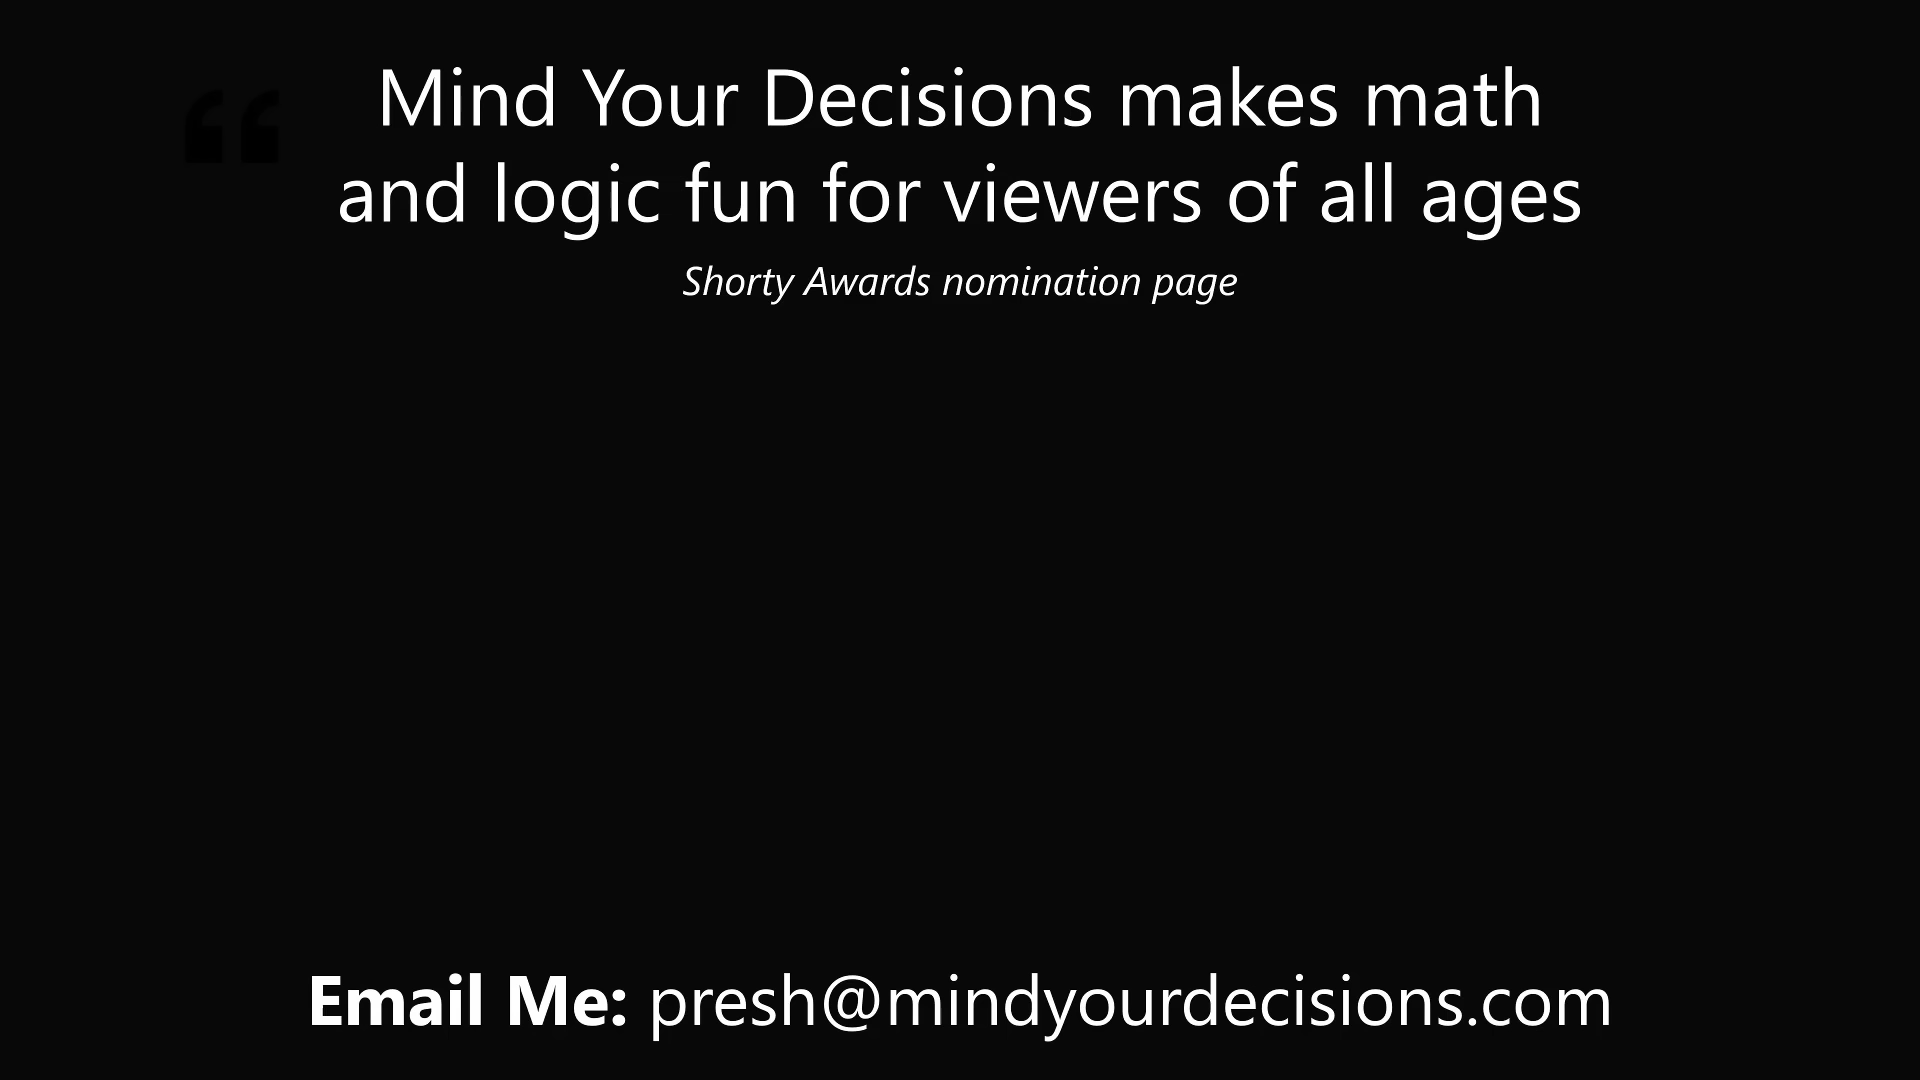 “
Mind Your Decisions makes math
and logic fun for viewers of all ages
Shorty Awards nomination page
Email Me: presh@mindyourdecisions.com